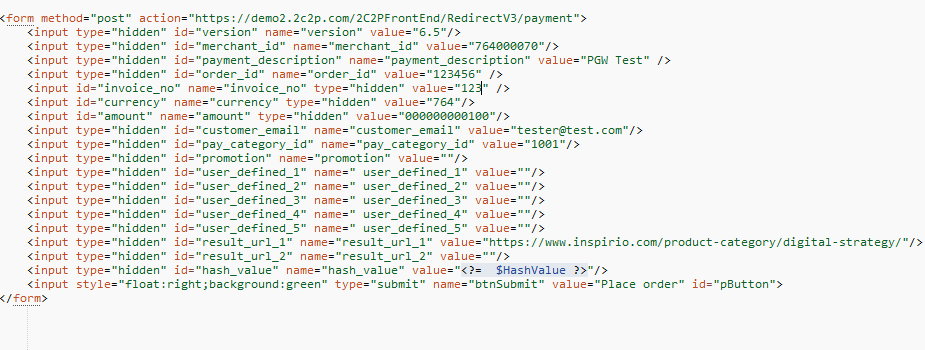 <form method="post" action="https://demo2.2c2p.com/2C2PFrontEnd/RedirectV3/payment">
<input type="hidden" id="version" name="version" value="6.5"/>
<input type="hidden" id="merchant_id" name="merchant_id" value="764000070"/>
<input type="hidden" id="payment_description" name="payment_description" value="PGW Test" />
<input type="hidden" id="order_id" name="order_id" value="123456" />
<input id="invoice_no" name="invoice_no" type="hidden" value="123" />
<input id="currency" name="currency" type="hidden" value="764"/>
<input id="amount" name="amount" type="hidden" value="000000000100"/>
<input type="hidden" id="customer_email" name="customer_email" value="tester@test.com"/>
<input type="hidden" id="pay_category_id" name="pay_category_id" value="1001"/>
<input type="hidden" id="promotion" name="promotion" value=""/>
<input type="hidden" id="user_defined_1" name=" user_defined_1" value=""/>
<input type="hidden" id="user_defined_2" name=" user_defined_2" value=""/>
<input type="hidden" id="user_defined_3" name=" user_defined_3" value=""/>
<input type="hidden" id="user_defined_4" name=" user_defined_4" value=""/>
<input type="hidden" id="user_defined_5" name=" user_defined_5" value=""/>
<input type="hidden" id="result_url_1" name="result_url_1" value="https://www.inspirio.com/product-category/digital-strategy/"/>
<input type="hidden" id="result_url_2" name="result_url_2" value=""/>
<input type="hidden" id="hash_value" name="hash_value" value="<?=  $HashValue ?>"/>
<input style="float:right;background:green" type="submit" name="btnSubmit" value="Place order" id="pButton">
</form>